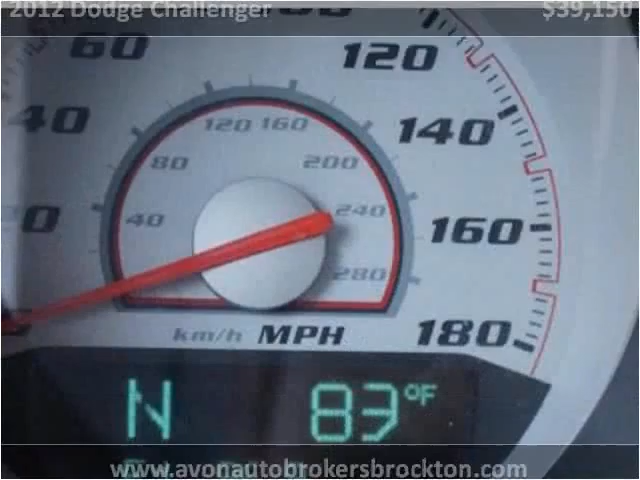 2012 Dodge Challenger $39,150
60 120
40 120 160 140
80 200
20 40 240 160
280
km/h MPH 180
N 83°F
www.avonautobrokersbrockton.com